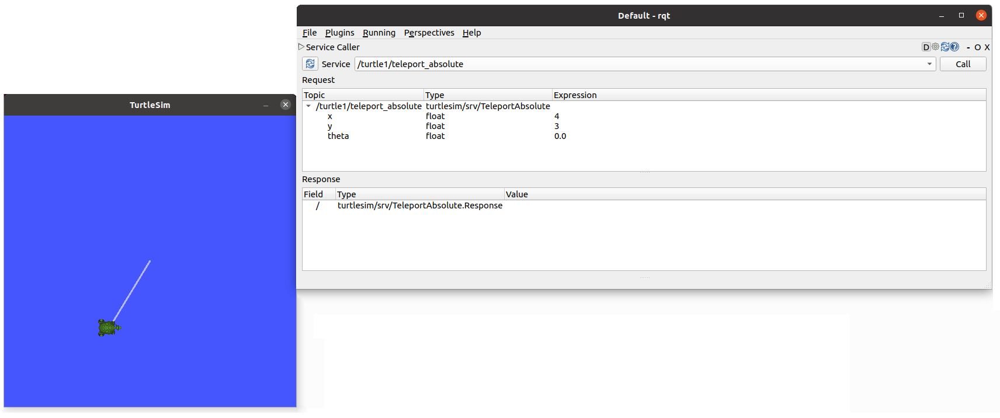 Default - rqt
File Plugins Running Perspectives Help
Service Caller
D - O X
Service /turtle1/teleport_absolute Call
Request
Topic Type Expression
/turtle1/teleport_absolute turtlesim/srv/TeleportAbsolute
x float 4
y float 3
theta float 0.0
Response
Field Type Value
/ turtlesim/srv/TeleportAbsolute.Response
TurtleSim